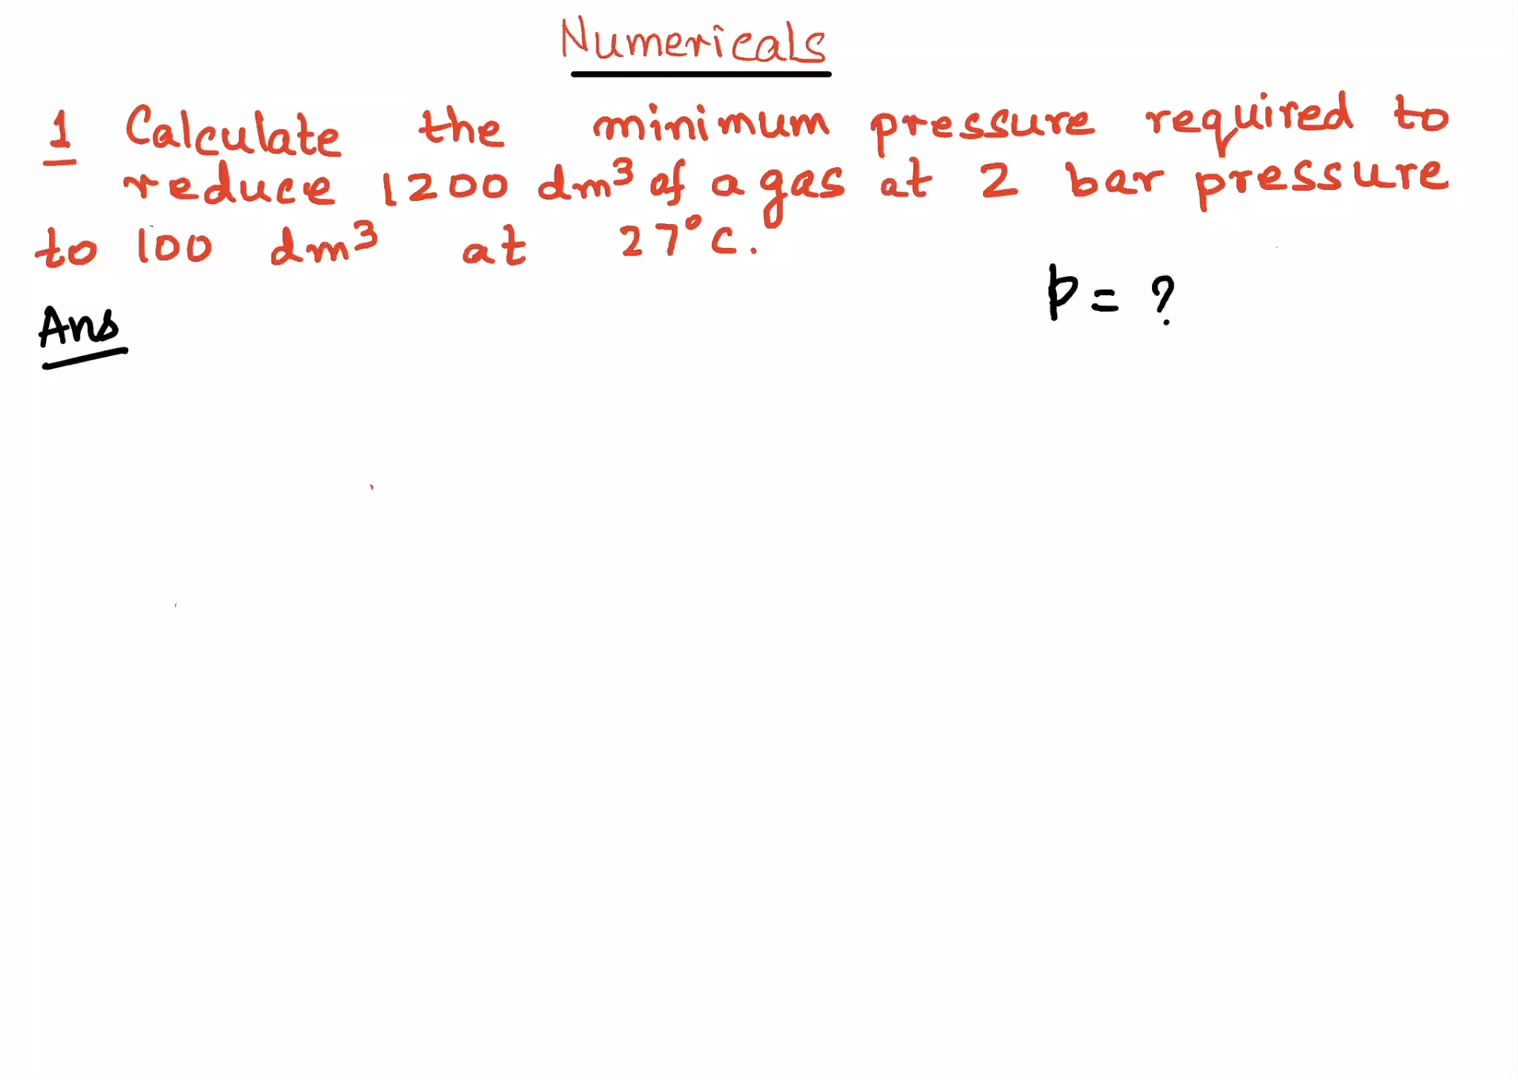 Numericals
1 Calculate the minimum pressure required to
reduce 1200 dm³ of a gas at 2 bar pressure
to 100 dm³ at 27°c.
p = ?
Ans